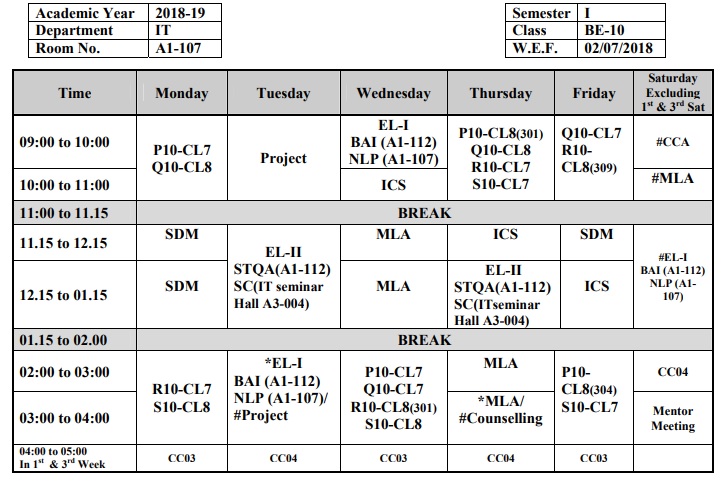 Academic Year 2018-19
Department IT
Room No. A1-107
Semester I
Class BE-10
W.E.F. 02/07/2018
Time Monday Tuesday Wednesday Thursday Friday Saturday
Excluding
1st & 3rd Sat
09:00 to 10:00
P10-CL7
Q10-CL8
Project
EL-I
BAI (A1-112)
NLP (A1-107)
P10-CL8(301)
Q10-CL8
R10-CL7
S10-CL7
Q10-CL7
R10-
CL8(309)
#CCA
10:00 to 11:00
ICS
#MLA
11:00 to 11.15 BREAK
11.15 to 12.15
SDM
EL-II
STQA(A1-112)
SC(IT seminar
Hall A3-004)
MLA
ICS
SDM
#EL-I
BAI (A1-112)
NLP (A1-
107)
12.15 to 01.15
SDM
MLA
EL-II
STQA(A1-112)
SC(ITseminar
Hall A3-004)
ICS
01.15 to 02.00 BREAK
02:00 to 03:00
R10-CL7
S10-CL8
*EL-I
BAI (A1-112)
NLP (A1-107)/
#Project
P10-CL7
Q10-CL7
R10-CL8(301)
S10-CL8
MLA
P10-
CL8(304)
S10-CL7
CC04
03:00 to 04:00
*MLA/
#Counselling
Mentor
Meeting
04:00 to 05:00
In 1st & 3rd Week
CC03 CC04 CC03 CC04 CC03